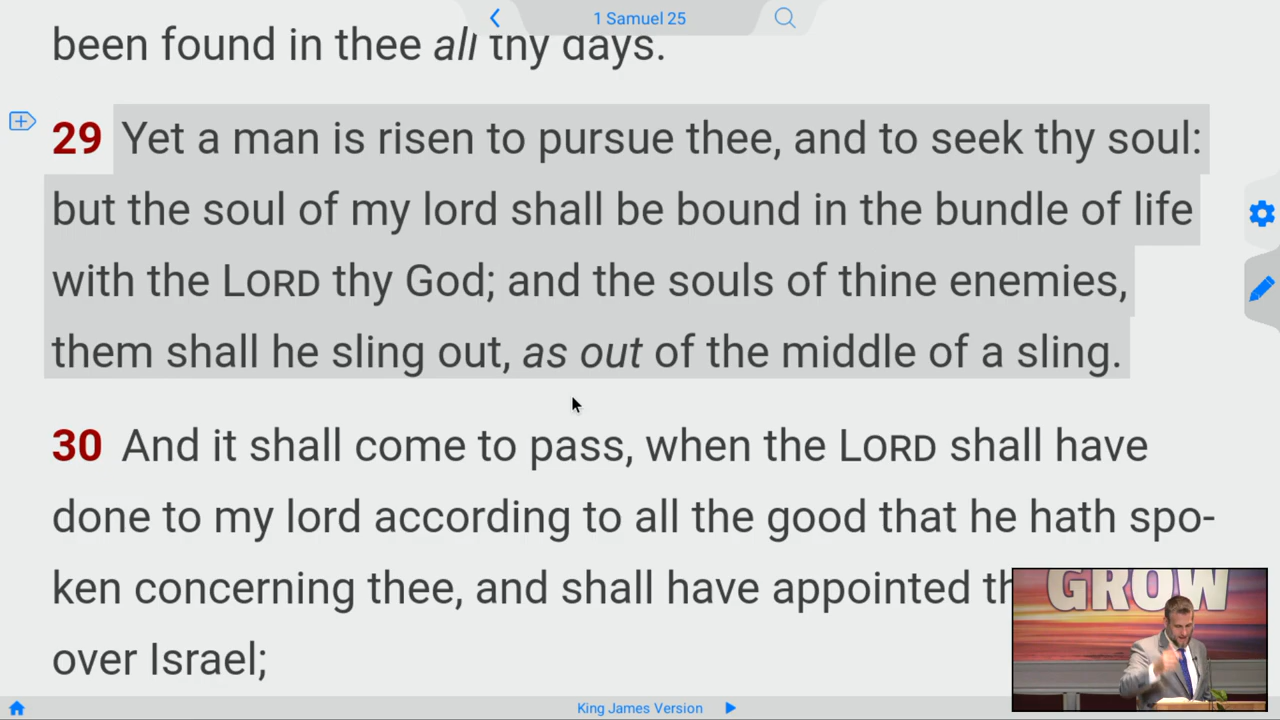 1 Samuel 25
been found in thee all thy days.
29 Yet a man is risen to pursue thee, and to seek thy soul:
but the soul of my lord shall be bound in the bundle of life
with the LORD thy God; and the souls of thine enemies,
them shall he sling out, as out of the middle of a sling.
30 And it shall come to pass, when the LORD shall have
done to my lord according to all the good that he hath spo-
ken concerning thee, and shall have appointed th
over Israel;
GROW
King James Version